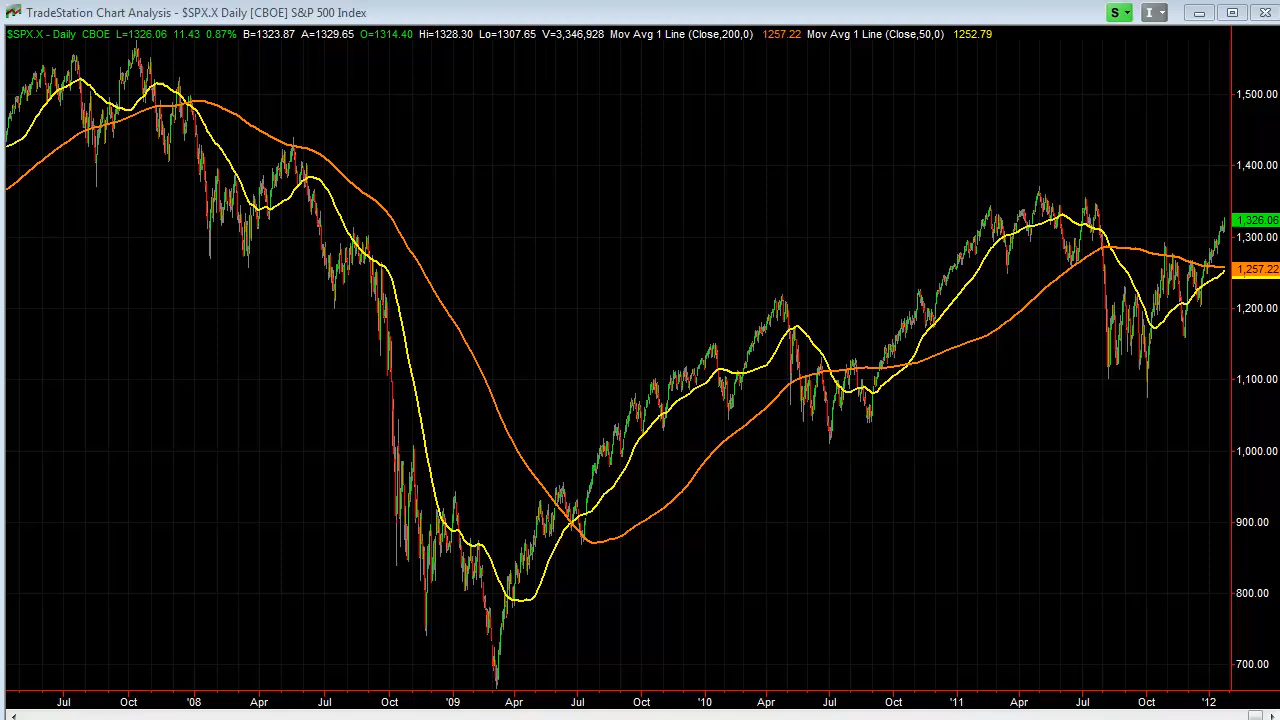 TradeStation Chart Analysis - $SPX.X Daily [CBOE] S&P 500 Index
S
I
$SPX.X - Daily CBOE L=1326.06 11.43 0.87% B=1323.87 A=1329.65 O=1314.40 Hi=1328.30 Lo=1307.65 V=3,346,928 Mov Avg 1 Line (Close,200,0) 1257.22 Mov Avg 1 Line (Close,50,0) 1252.79
1,500.00
1,400.00
1,326.06
1,300.00
1,257.22
1,200.00
1,100.00
1,000.00
900.00
800.00
700.00
Jul Oct '08 Apr Jul Oct '09 Apr Jul Oct '10 Apr Jul Oct '11 Apr Jul Oct '12